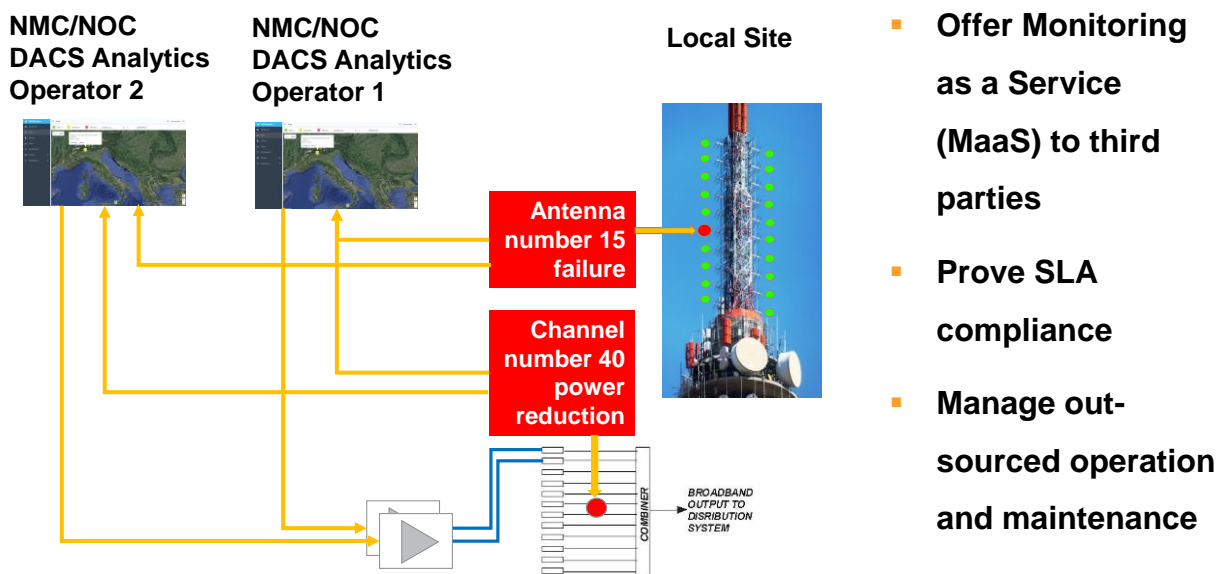 NMC/NOC
DACS Analytics
Operator 2
NMC/NOC
DACS Analytics
Operator 1
Local Site
Antenna
number 15
failure
Channel
number 40
power
reduction
COMBINER
BROADBAND
OUTPUT TO
DISRIBUTION
SYSTEM
▪ Offer Monitoring
as a Service
(MaaS) to third
parties
▪ Prove SLA
compliance
▪ Manage out-
sourced operation
and maintenance